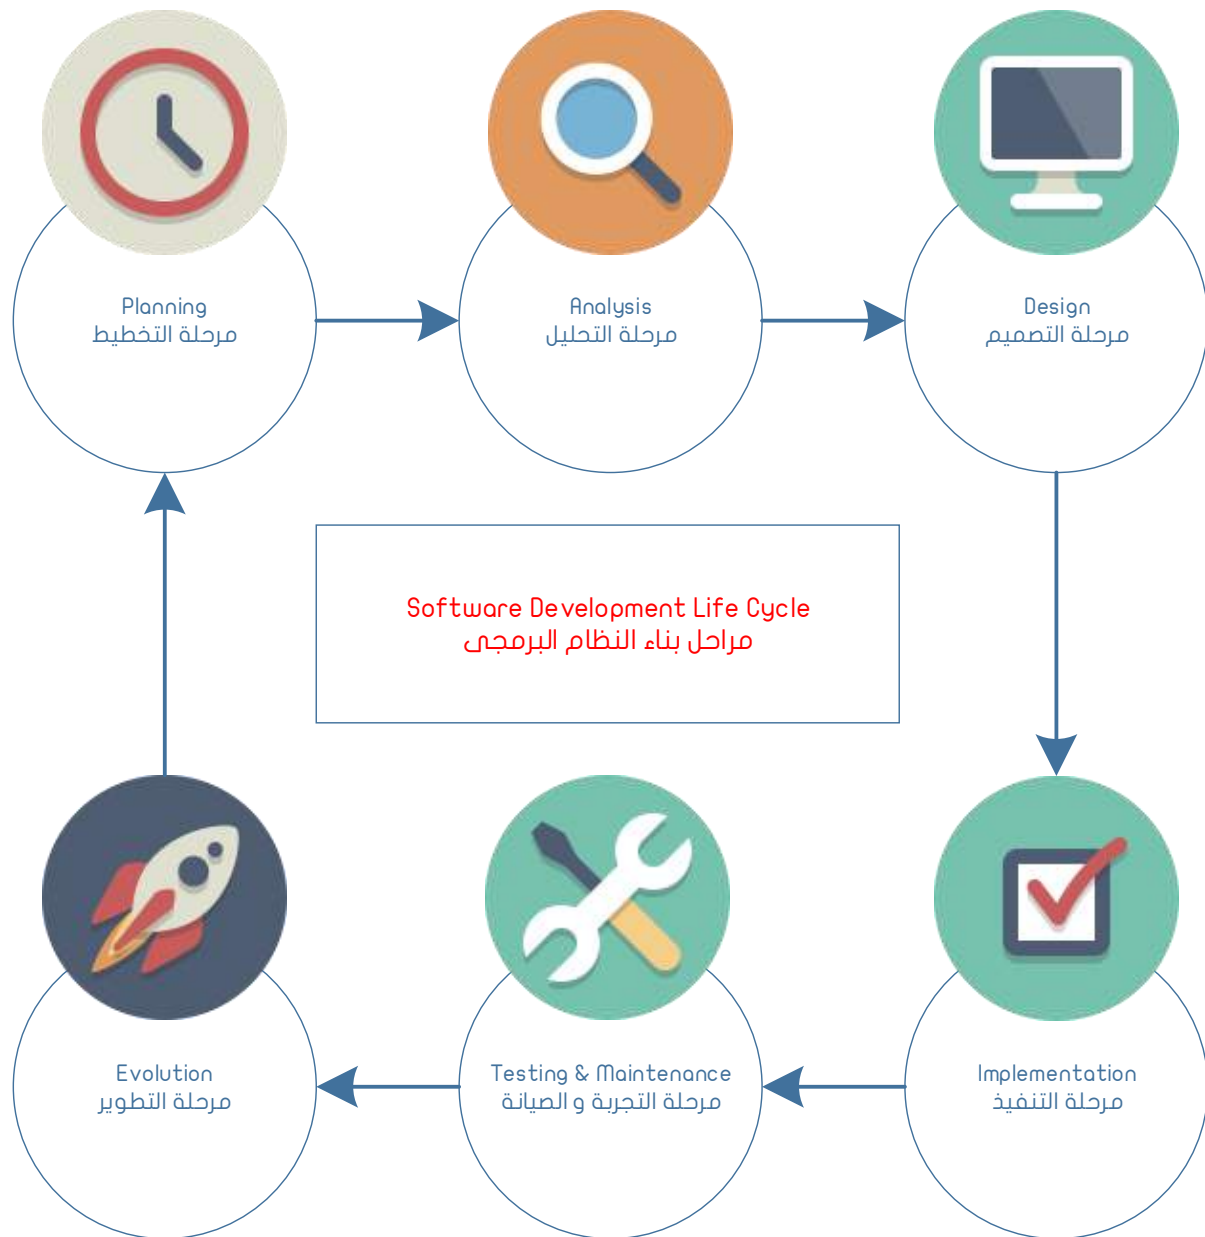 Planning
مرحلة التخطيط
Analysis
مرحلة التحليل
Design
مرحلة التصميم
Software Development Life Cycle
مراحل بناء النظام البرمجى
Evolution
مرحلة التطوير
Testing & Maintenance
مرحلة التجربة و الصيانة
Implementation
مرحلة التنفيذ